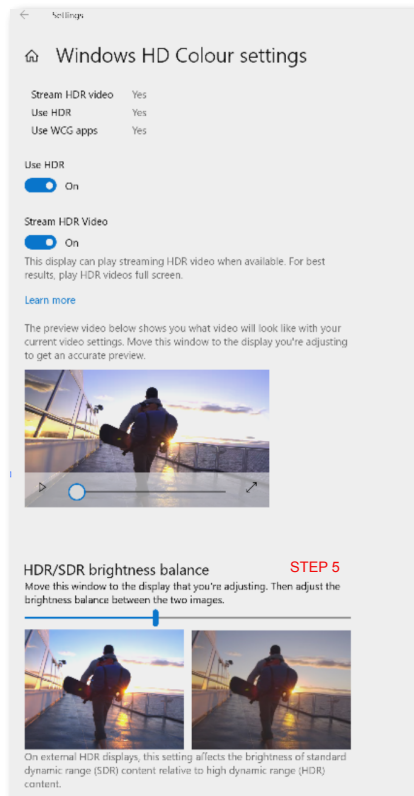 Settings
Windows HD Colour settings
Stream HDR video Yes
Use HDR Yes
Use WCG apps Yes
Use HDR
On
Stream HDR Video
On
This display can play streaming HDR video when available. For best
results, play HDR videos full screen.
Learn more
The preview video below shows you what video will look like with your
current video settings. Move this window to the display you're adjusting
to get an accurate preview.
HDR/SDR brightness balance STEP 5
Move this window to the display that you're adjusting. Then adjust the
brightness balance between the two images.
On external HDR displays, this setting affects the brightness of standard
dynamic range (SDR) content relative to high dynamic range (HDR)
content.